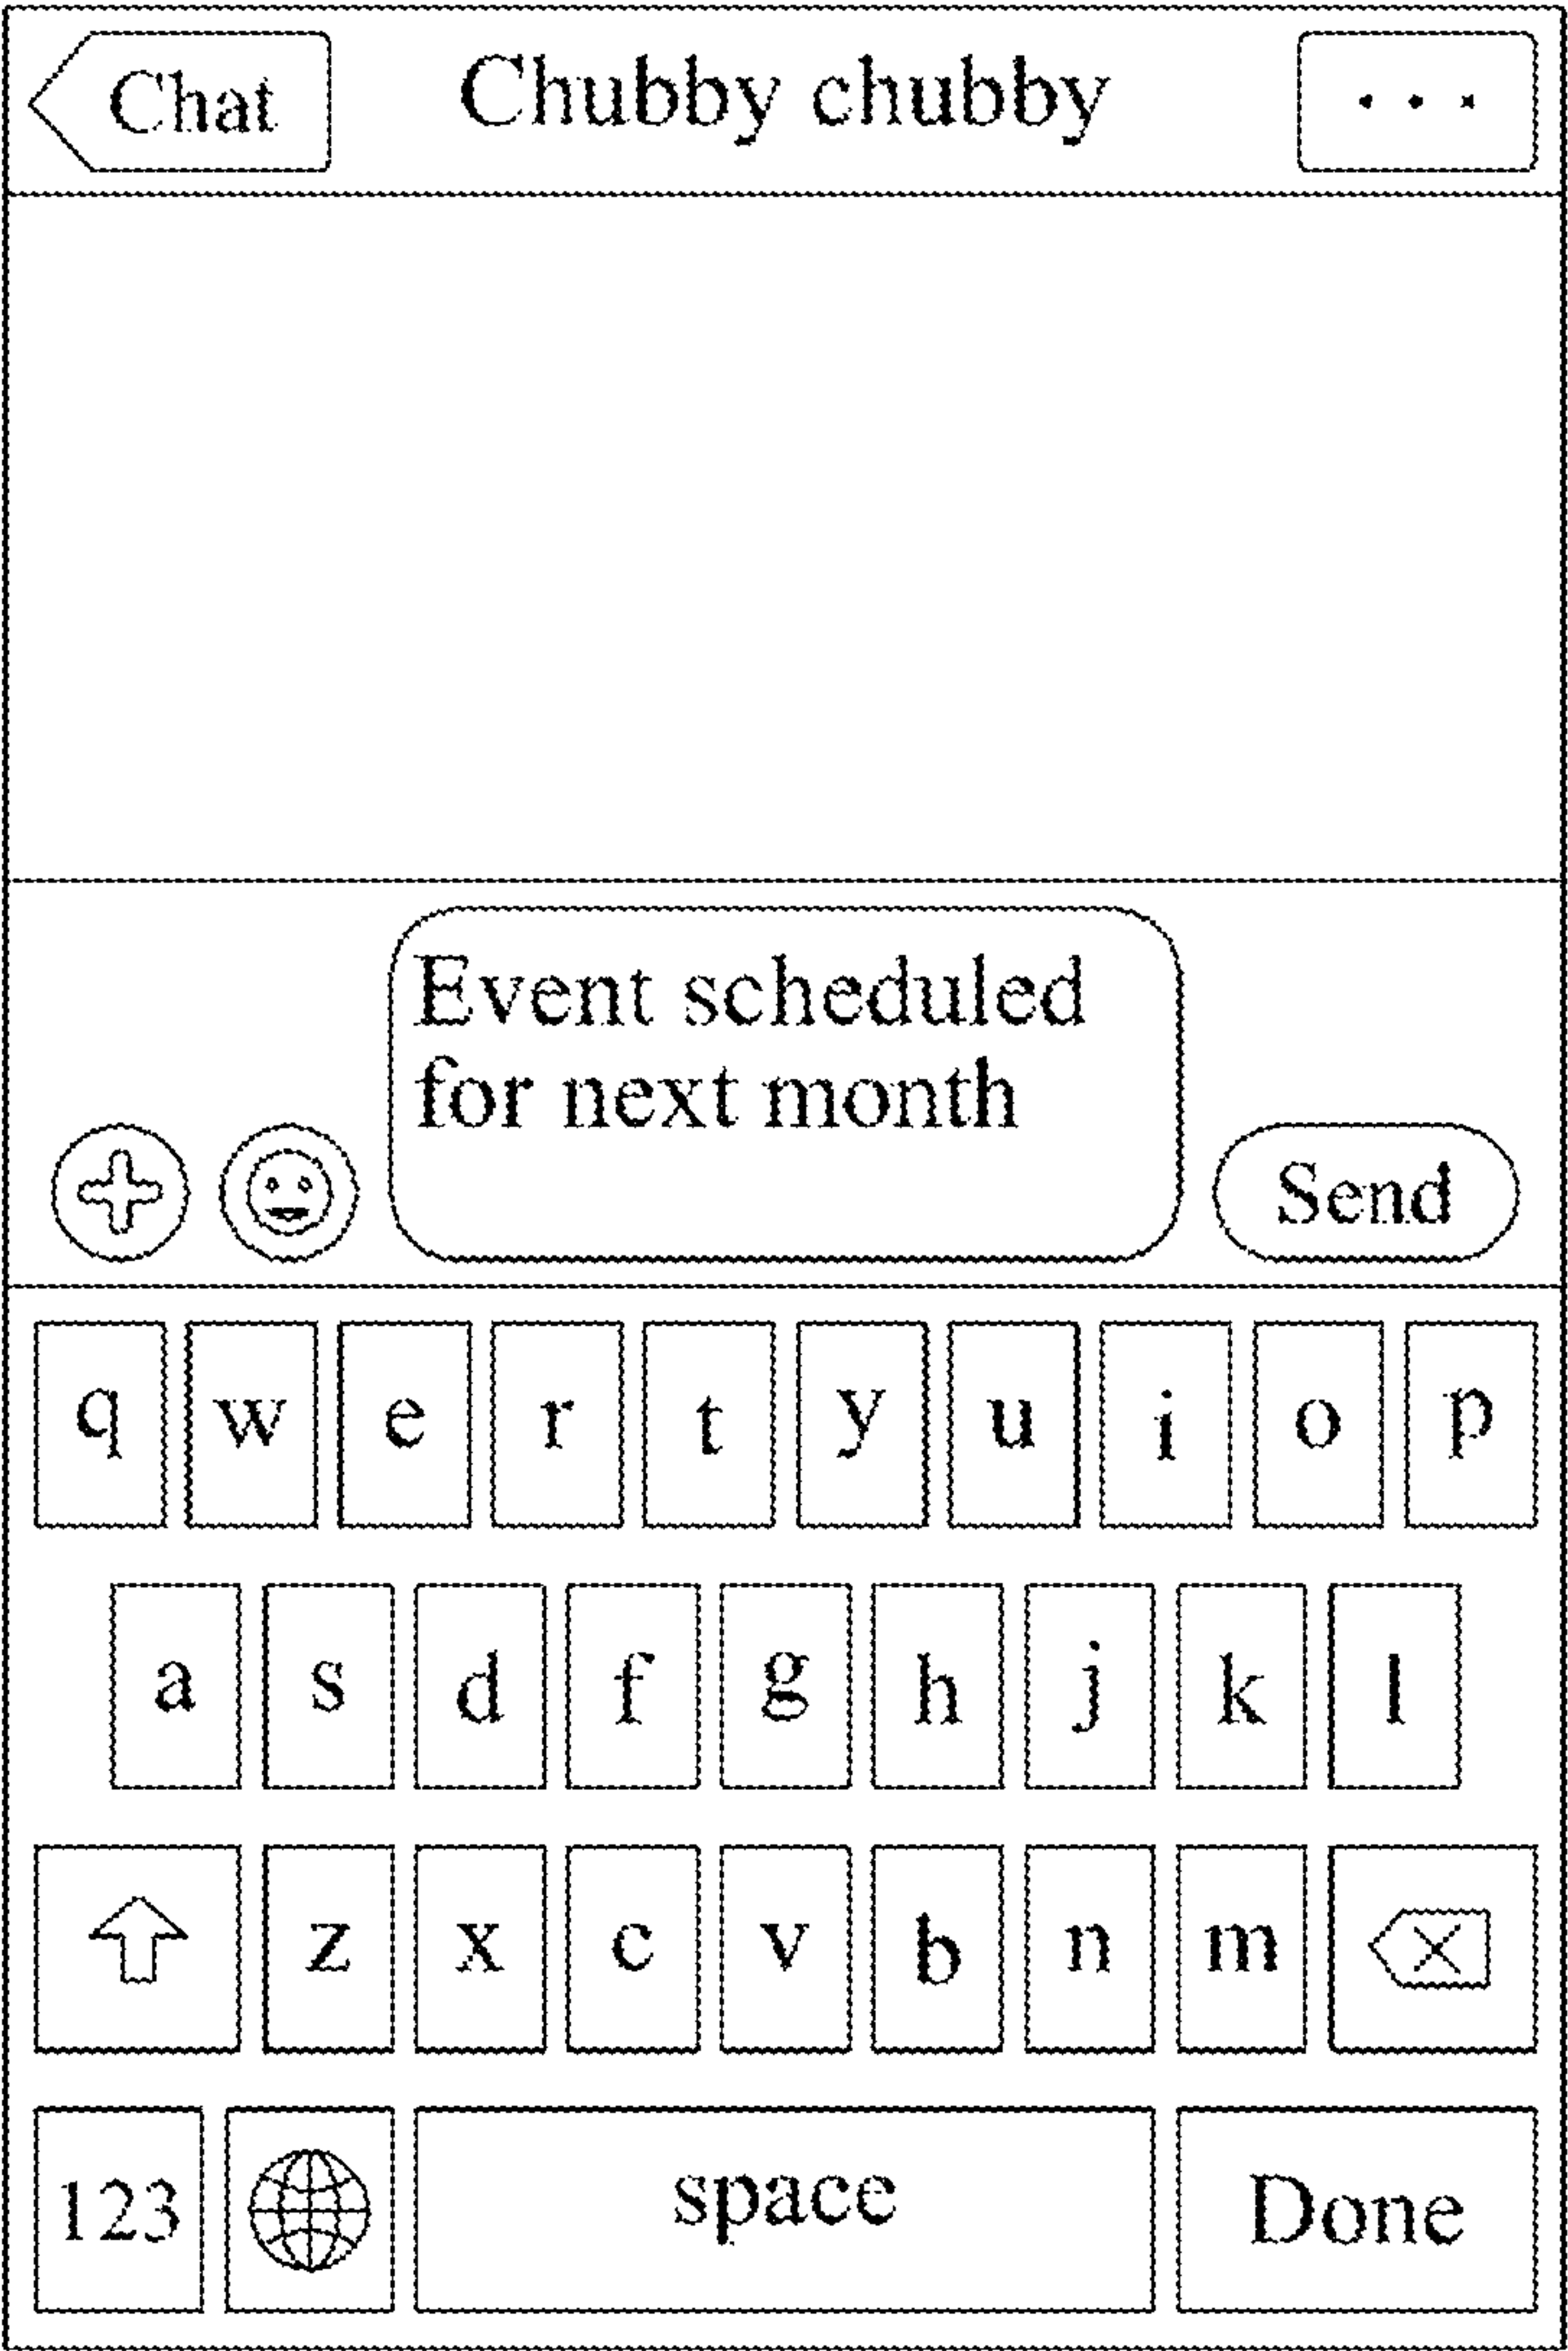 Chat Chubby chubby ...
Event scheduled
for next month
Send
q w e r t y u i o p
a s d f g h j k l
z x c v b n m
123 space Done